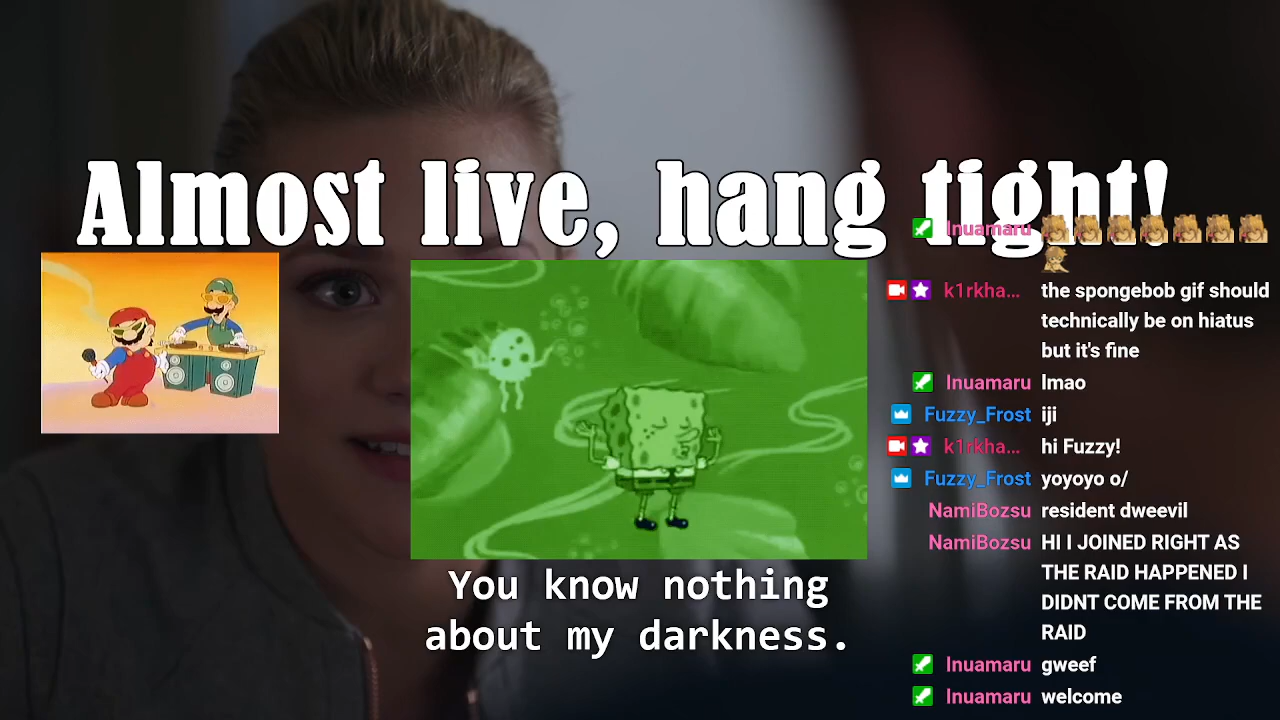 Almost live, hang tight!
Inuamaru
k1rkha... the spongebob gif should
technically be on hiatus
but it's fine
Inuamaru lmao
Fuzzy_Frost iji
k1rkha... hi Fuzzy!
Fuzzy_Frost yoyoyo o/
NamiBozsu resident dweevil
NamiBozsu HI I JOINED RIGHT AS
THE RAID HAPPENED I
DIDNT COME FROM THE
RAID
Inuamaru gweef
Inuamaru welcome
You know nothing
about my darkness.